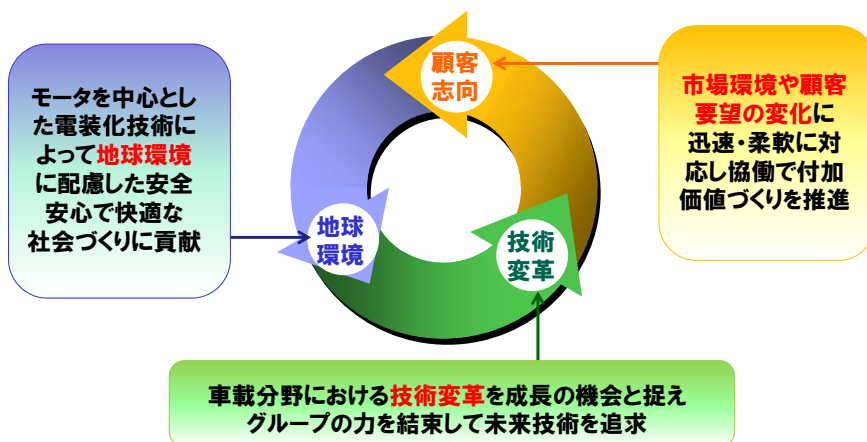 モータを中心とし
た電装化技術に
よって地球環境
に配慮した安全
安心で快適な
社会づくりに貢献
顧客
志向
市場環境や顧客
要望の変化に
迅速・柔軟に対
応し協働で付加
価値づくりを推進
地球
環境
技術
変革
車載分野における技術変革を成長の機会と捉え
グループの力を結束して未来技術を追求